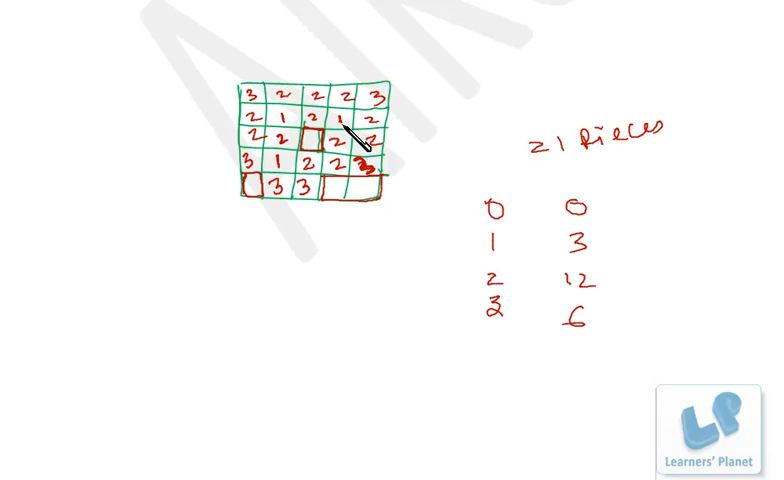 3 2 2 2 3
2 1 2 1 2
2 2 2 2
3 1 2 2 3
3 3
21 Pieces
0 0
1 3
2 12
3 6
LP
Learners' Planet